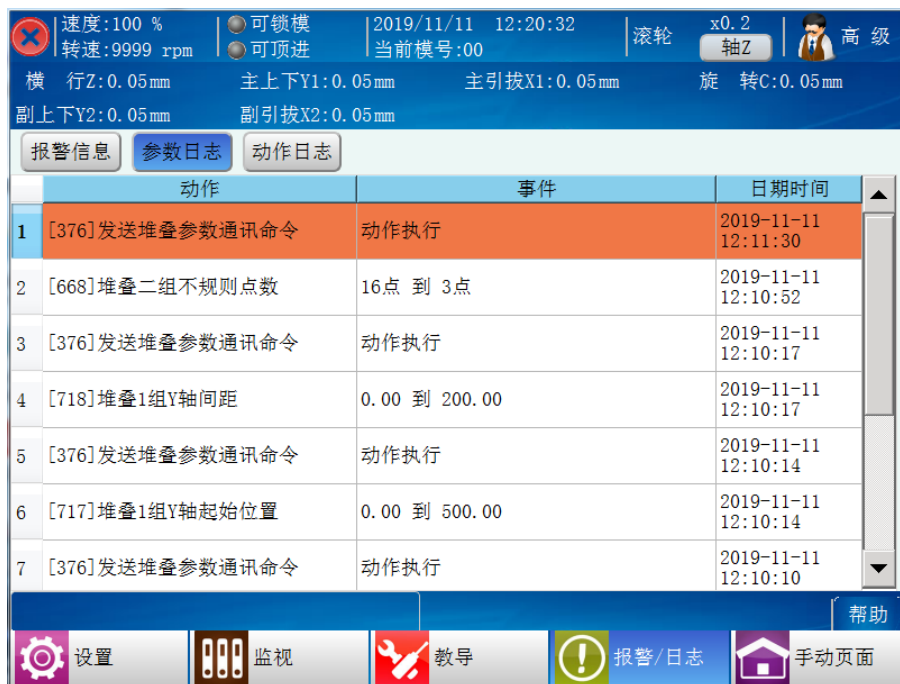 速度:100 %
转速:9999 rpm
可锁模
可顶进
2019/11/11 12:20:32
当前模号:00
滚轮
x0.2
轴Z
高 级
横 行Z:0.05mm 主上下Y1:0.05mm 主引拔X1:0.05mm 旋 转C:0.05mm
副上下Y2:0.05mm 副引拔X2:0.05mm
报警信息 参数日志 动作日志
动作 事件 日期时间
1 [376]发送堆叠参数通讯命令 动作执行 2019-11-11
12:11:30
2 [668]堆叠二组不规则点数 16点 到 3点 2019-11-11
12:10:52
3 [376]发送堆叠参数通讯命令 动作执行 2019-11-11
12:10:17
4 [718]堆叠1组Y轴间距 0.00 到 200.00 2019-11-11
12:10:17
5 [376]发送堆叠参数通讯命令 动作执行 2019-11-11
12:10:14
6 [717]堆叠1组Y轴起始位置 0.00 到 500.00 2019-11-11
12:10:14
7 [376]发送堆叠参数通讯命令 动作执行 2019-11-11
12:10:10
帮助
设置 监视 教导 报警/日志 手动页面